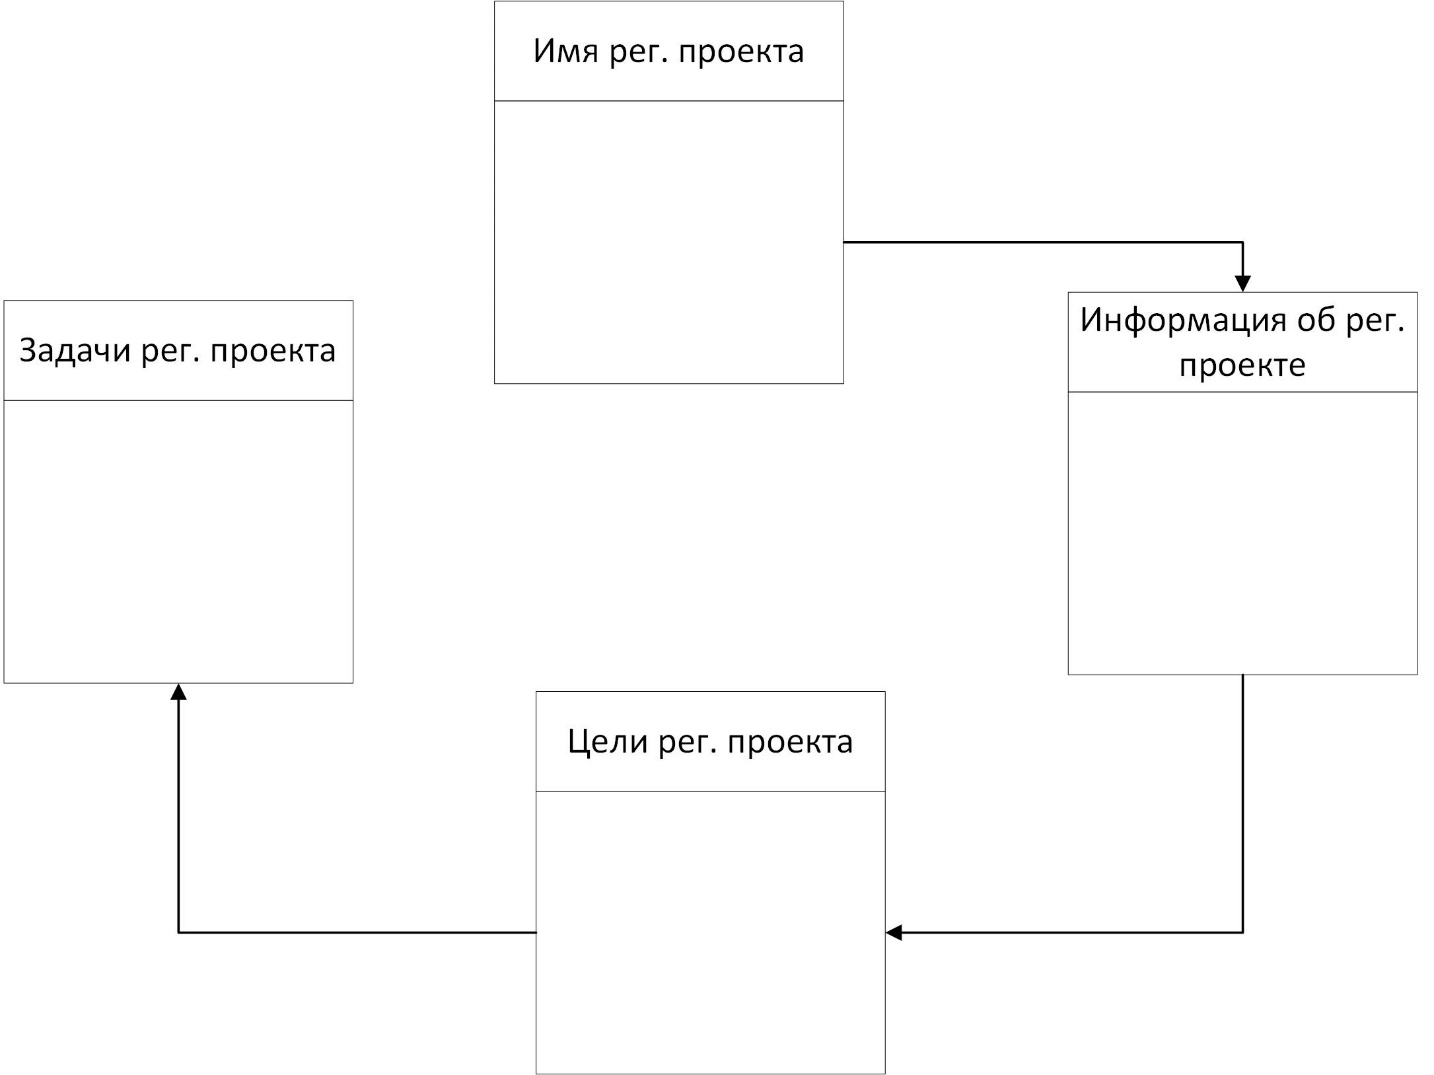 Имя рег. проекта
Информация об рег.
проекте
Задачи рег. проекта
Цели рег. проекта